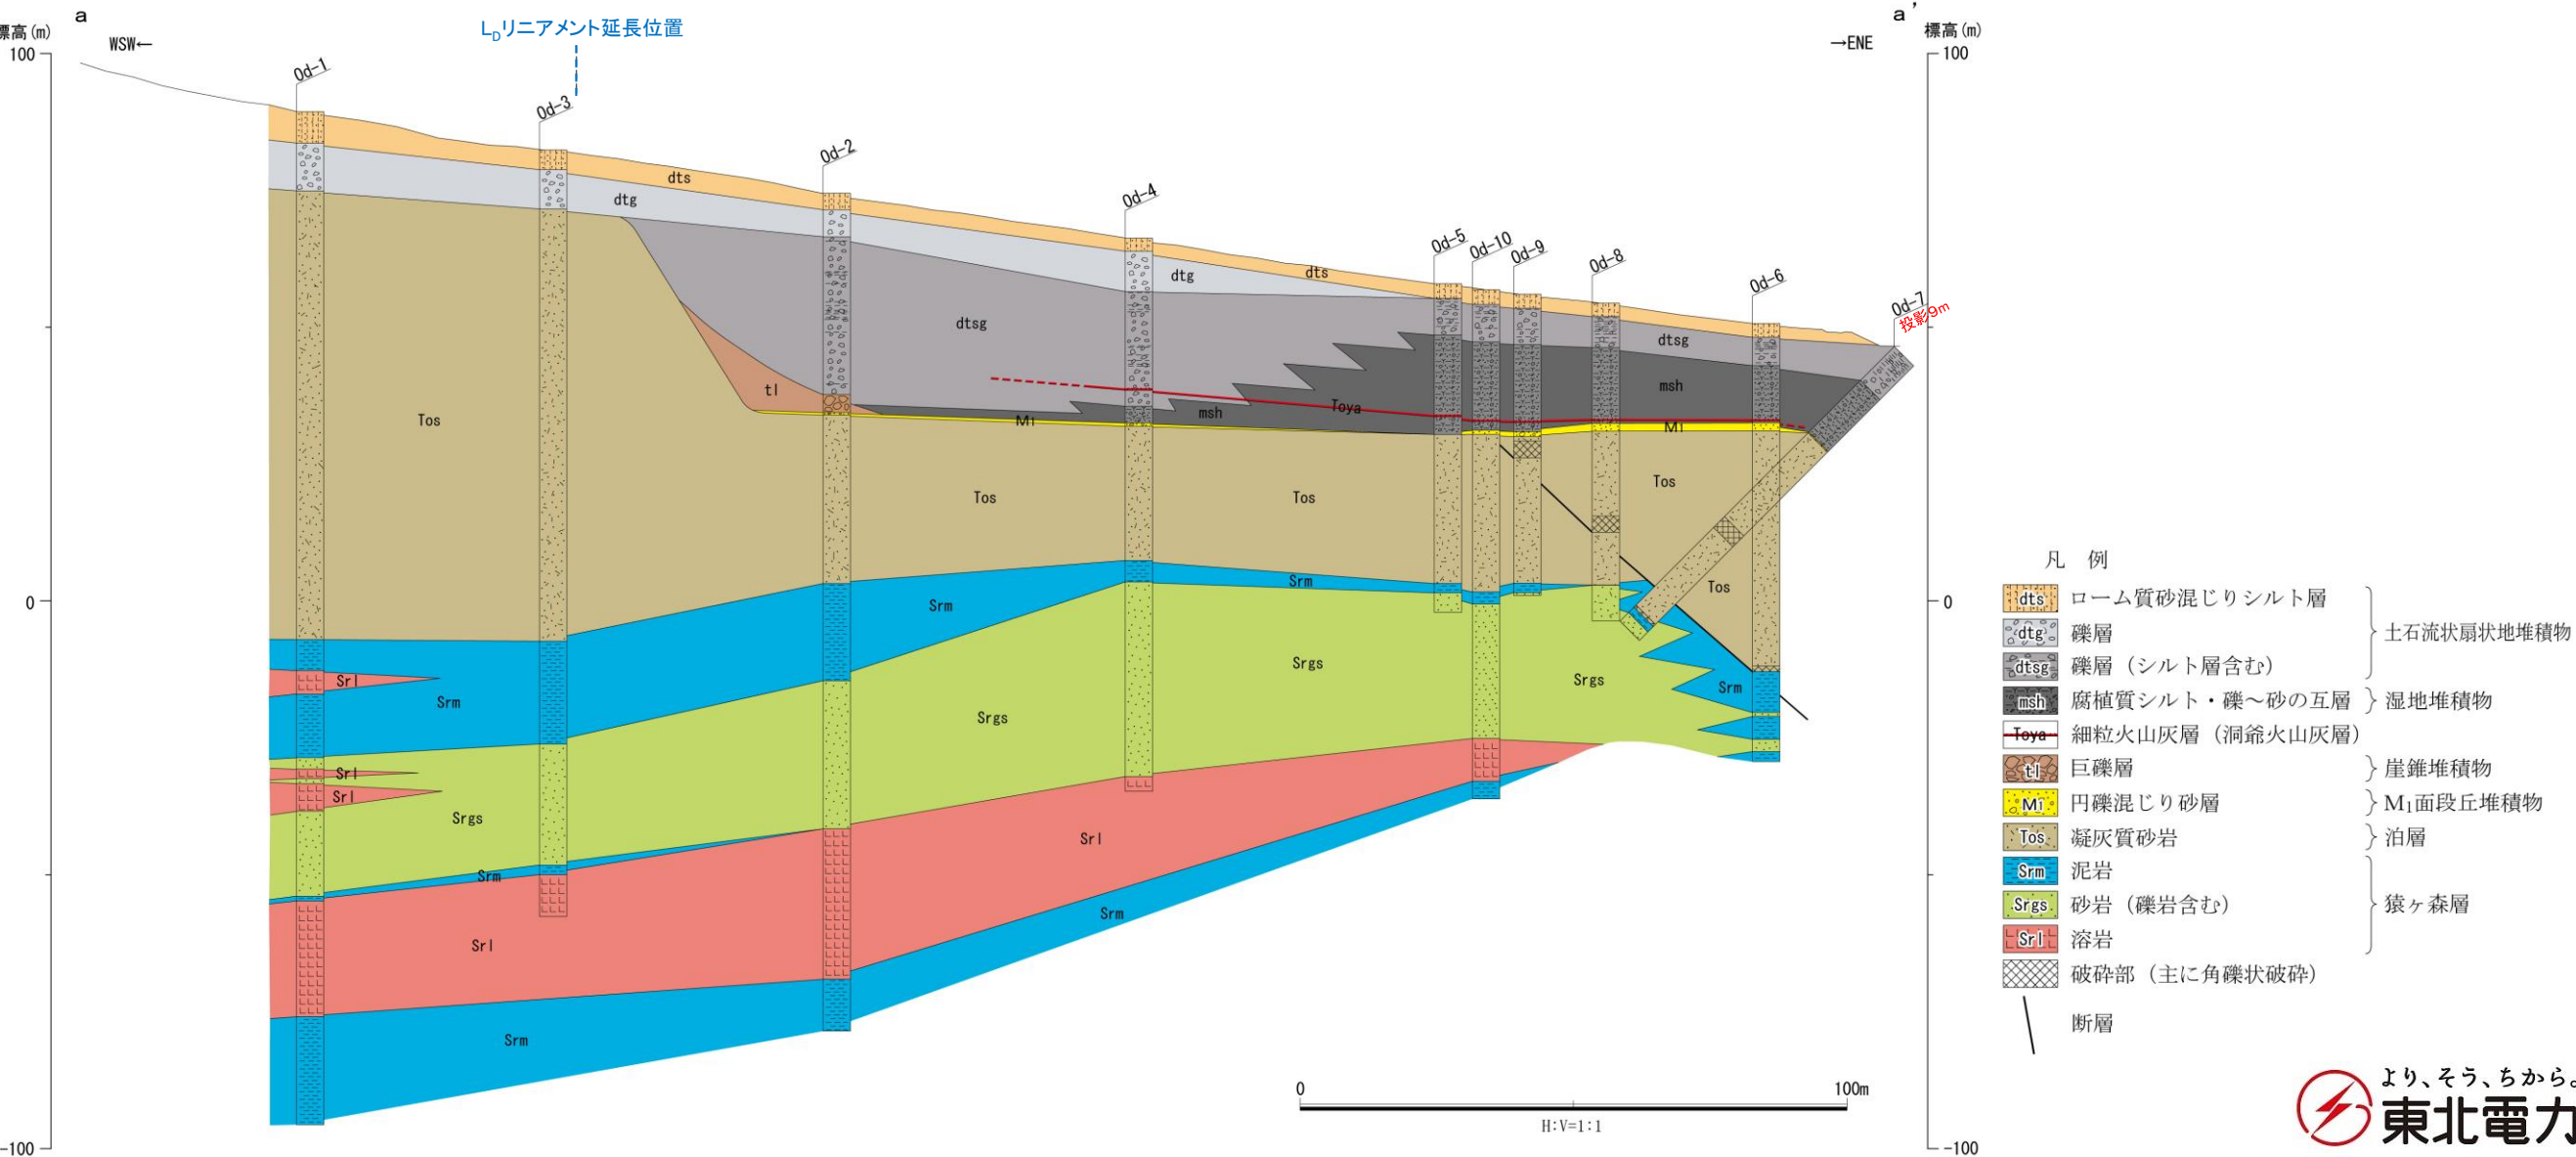 a
a’
標高(m)
標高(m)
WSW←
→ENE
LDリニアメント延長位置
100
100
Od-1
Od-3
Od-2
Od-4
Od-5
Od-10
Od-9
Od-8
Od-6
Od-7
投影9m
dts
dtg
dts
dtg
dtsg
dtsg
msh
tl
Toya
msh
M1
M1
Tos
Tos
Tos
Tos
Tos
0
0
Srm
Srm
Srm
Srm
Srl
Srl
Srl
Srgs
Srgs
Srgs
Srgs
Srl
Srm
Srm
Srl
Srm
凡 例
dts ローム質砂混じりシルト層
dtg 礫層
土石流状扇状地堆積物
dtsg 礫層（シルト層含む）
msh 腐植質シルト・礫～砂の互層 湿地堆積物
Toya 細粒火山灰層（洞爺火山灰層）
tl 巨礫層 崖錐堆積物
M1 円礫混じり砂層 M1面段丘堆積物
Tos 凝灰質砂岩 泊層
Srm 泥岩
Srgs 砂岩（礫岩含む） 猿ヶ森層
Srl 溶岩
破砕部（主に角礫状破砕）
断層
0
100m
H:V=1:1
-100
-100
より、そう、ちから。
東北電力